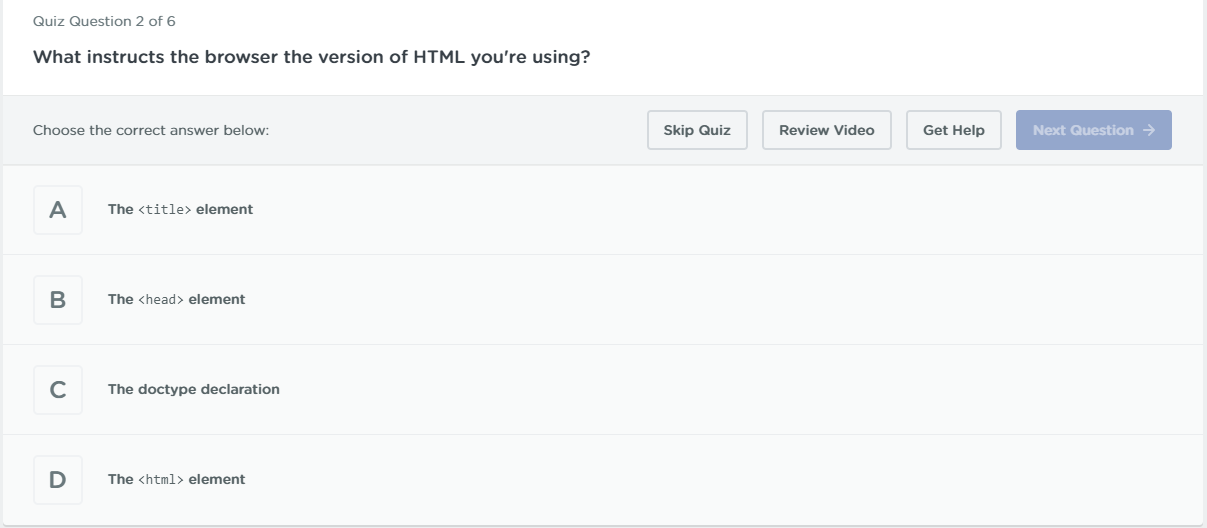 Quiz Question 2 of 6
What instructs the browser the version of HTML you're using?
Choose the correct answer below:
Skip Quiz
Review Video
Get Help
Next Question →
A
The <title> element
B
The <head> element
C
The doctype declaration
D
The <html> element